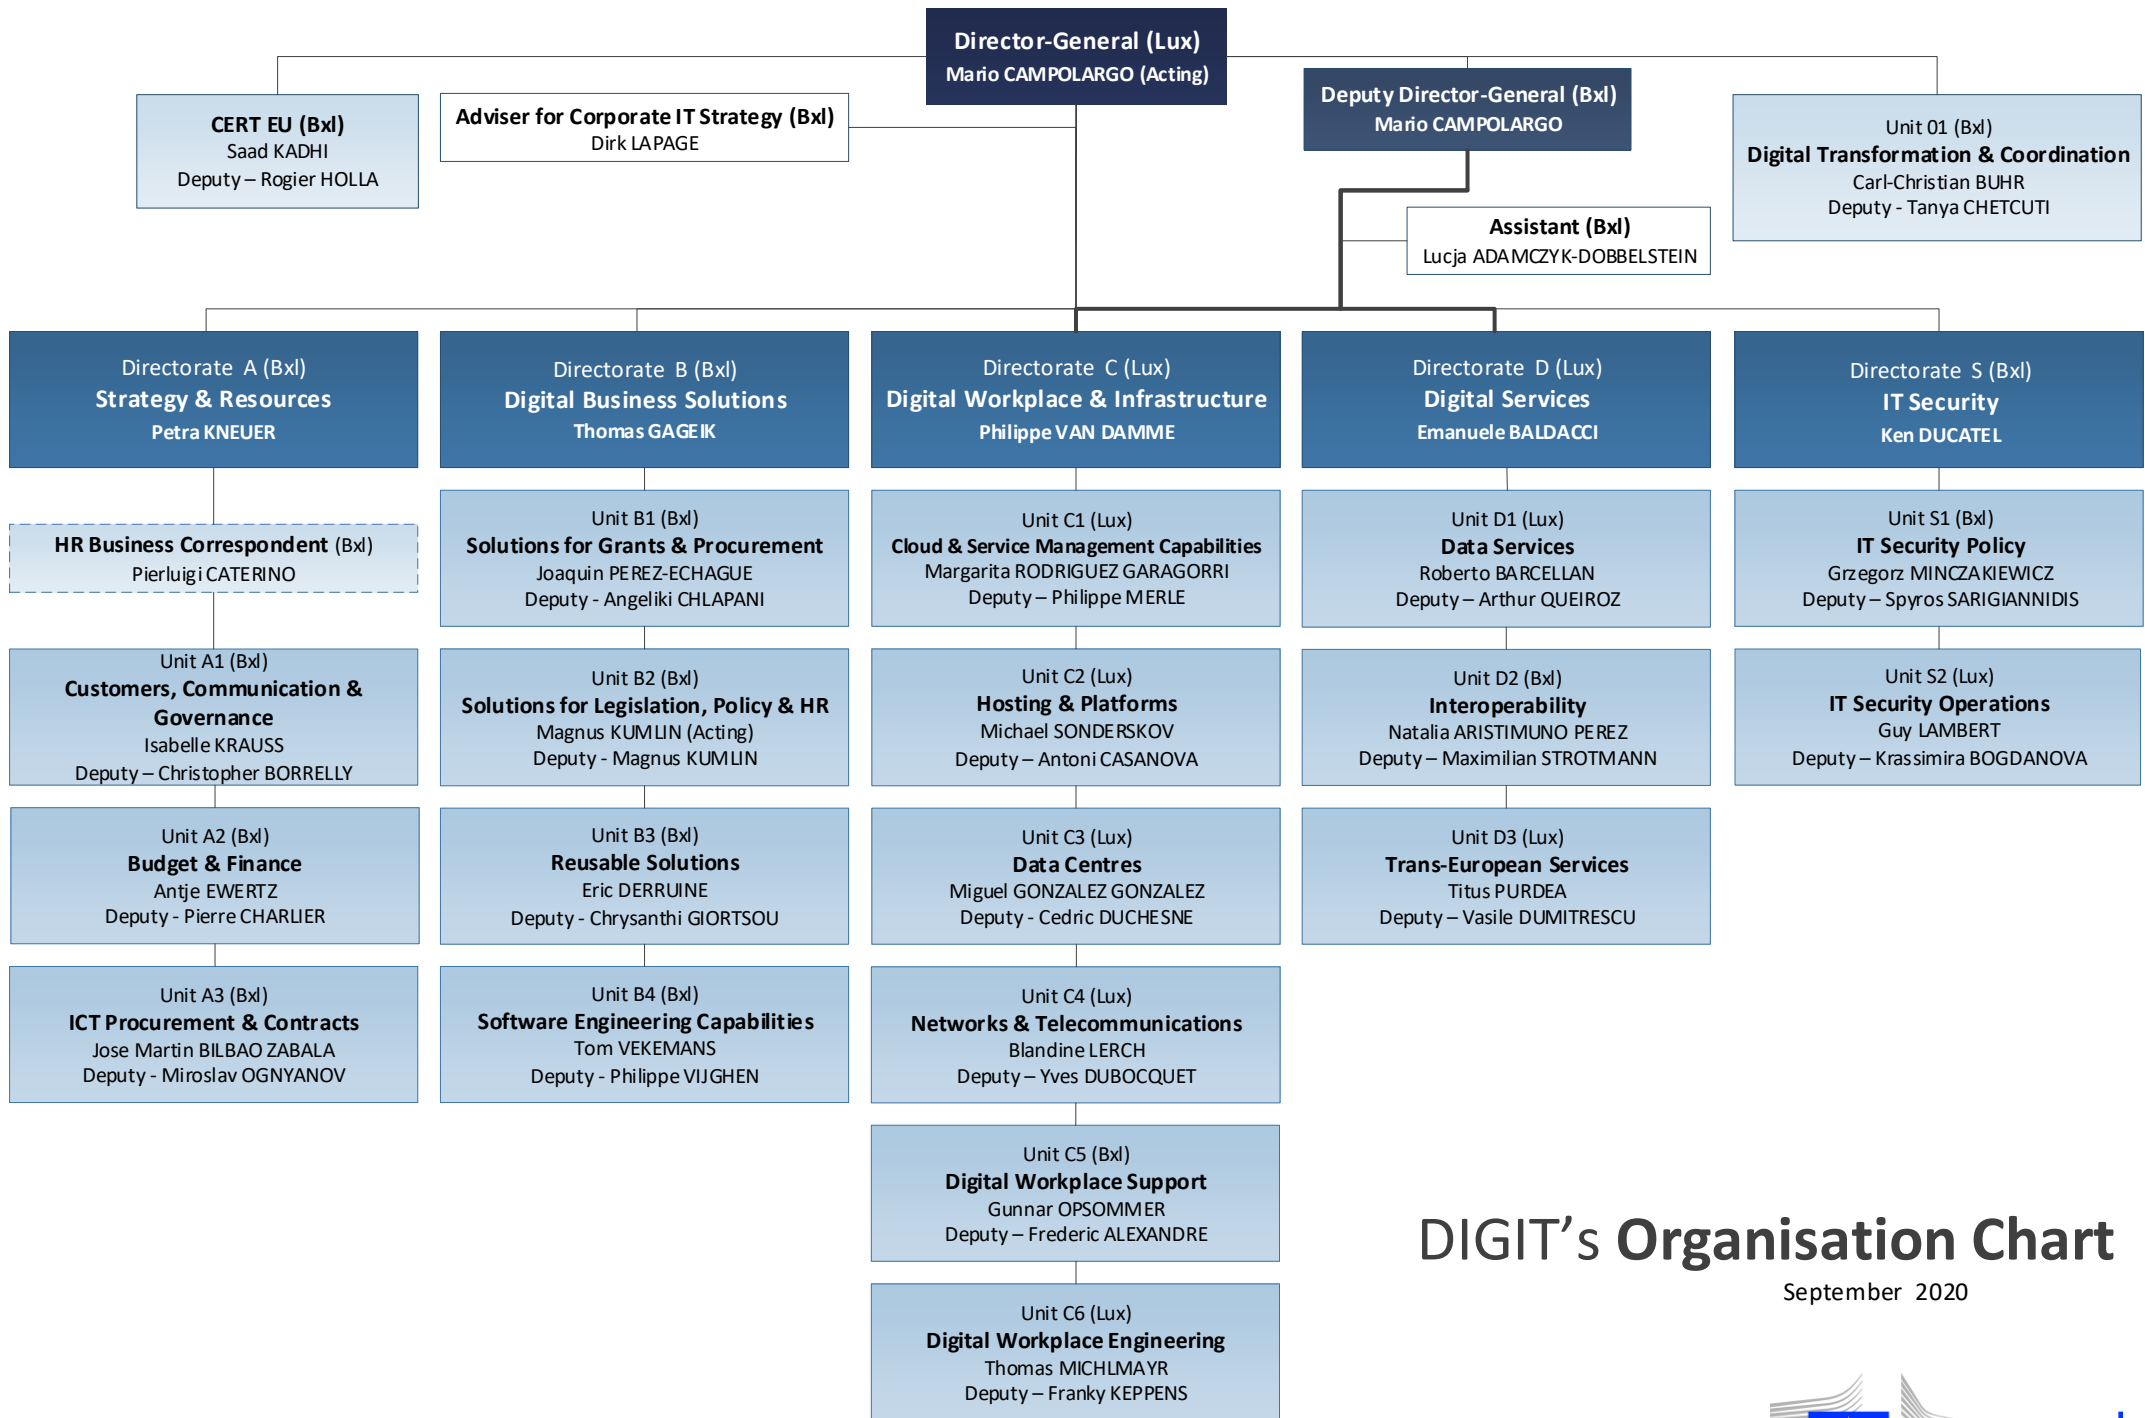 Director-General (Lux)
Mario CAMPOLARGO (Acting)
CERT EU (Bxl)
Saad KADHI
Deputy – Rogier HOLLA
Adviser for Corporate IT Strategy (Bxl)
Dirk LAPAGE
Deputy Director-General (Bxl)
Mario CAMPOLARGO
Unit 01 (Bxl)
Digital Transformation & Coordination
Carl-Christian BUHR
Deputy - Tanya CHETCUTI
Assistant (Bxl)
Lucja ADAMCZYK-DOBBELSTEIN
Directorate A (Bxl)
Strategy & Resources
Petra KNEUER
HR Business Correspondent (Bxl)
Pierluigi CATERINO
Unit A1 (Bxl)
Customers, Communication &
Governance
Isabelle KRAUSS
Deputy – Christopher BORRELLY
Unit A2 (Bxl)
Budget & Finance
Antje EWERTZ
Deputy - Pierre CHARLIER
Unit A3 (Bxl)
ICT Procurement & Contracts
Jose Martin BILBAO ZABALA
Deputy - Miroslav OGNYANOV
Directorate B (Bxl)
Digital Business Solutions
Thomas GAGEIK
Unit B1 (Bxl)
Solutions for Grants & Procurement
Joaquin PEREZ-ECHAGUE
Deputy - Angeliki CHLAPANI
Unit B2 (Bxl)
Solutions for Legislation, Policy & HR
Magnus KUMLIN (Acting)
Deputy - Magnus KUMLIN
Unit B3 (Bxl)
Reusable Solutions
Eric DERRUINE
Deputy - Chrysanthi GIORTSOU
Unit B4 (Bxl)
Software Engineering Capabilities
Tom VEKEMANS
Deputy - Philippe VIJGHEN
Directorate C (Lux)
Digital Workplace & Infrastructure
Philippe VAN DAMME
Unit C1 (Lux)
Cloud & Service Management Capabilities
Margarita RODRIGUEZ GARAGORRI
Deputy – Philippe MERLE
Unit C2 (Lux)
Hosting & Platforms
Michael SONDERSKOV
Deputy – Antoni CASANOVA
Unit C3 (Lux)
Data Centres
Miguel GONZALEZ GONZALEZ
Deputy - Cedric DUCHESNE
Unit C4 (Lux)
Networks & Telecommunications
Blandine LERCH
Deputy – Yves DUBOCQUET
Unit C5 (Bxl)
Digital Workplace Support
Gunnar OPSOMMER
Deputy – Frederic ALEXANDRE
Unit C6 (Lux)
Digital Workplace Engineering
Thomas MICHLMAYR
Deputy – Franky KEPPENS
Directorate D (Lux)
Digital Services
Emanuele BALDACCI
Unit D1 (Lux)
Data Services
Roberto BARCELLAN
Deputy – Arthur QUEIROZ
Unit D2 (Bxl)
Interoperability
Natalia ARISTIMUNO PEREZ
Deputy – Maximilian STROTMANN
Unit D3 (Lux)
Trans-European Services
Titus PURDEA
Deputy – Vasile DUMITRESCU
Directorate S (Bxl)
IT Security
Ken DUCATEL
Unit S1 (Bxl)
IT Security Policy
Grzegorz MINCZAKIEWICZ
Deputy – Spyros SARIGIANNIDIS
Unit S2 (Lux)
IT Security Operations
Guy LAMBERT
Deputy – Krassimira BOGDANOVA
DIGIT’s Organisation Chart
September 2020